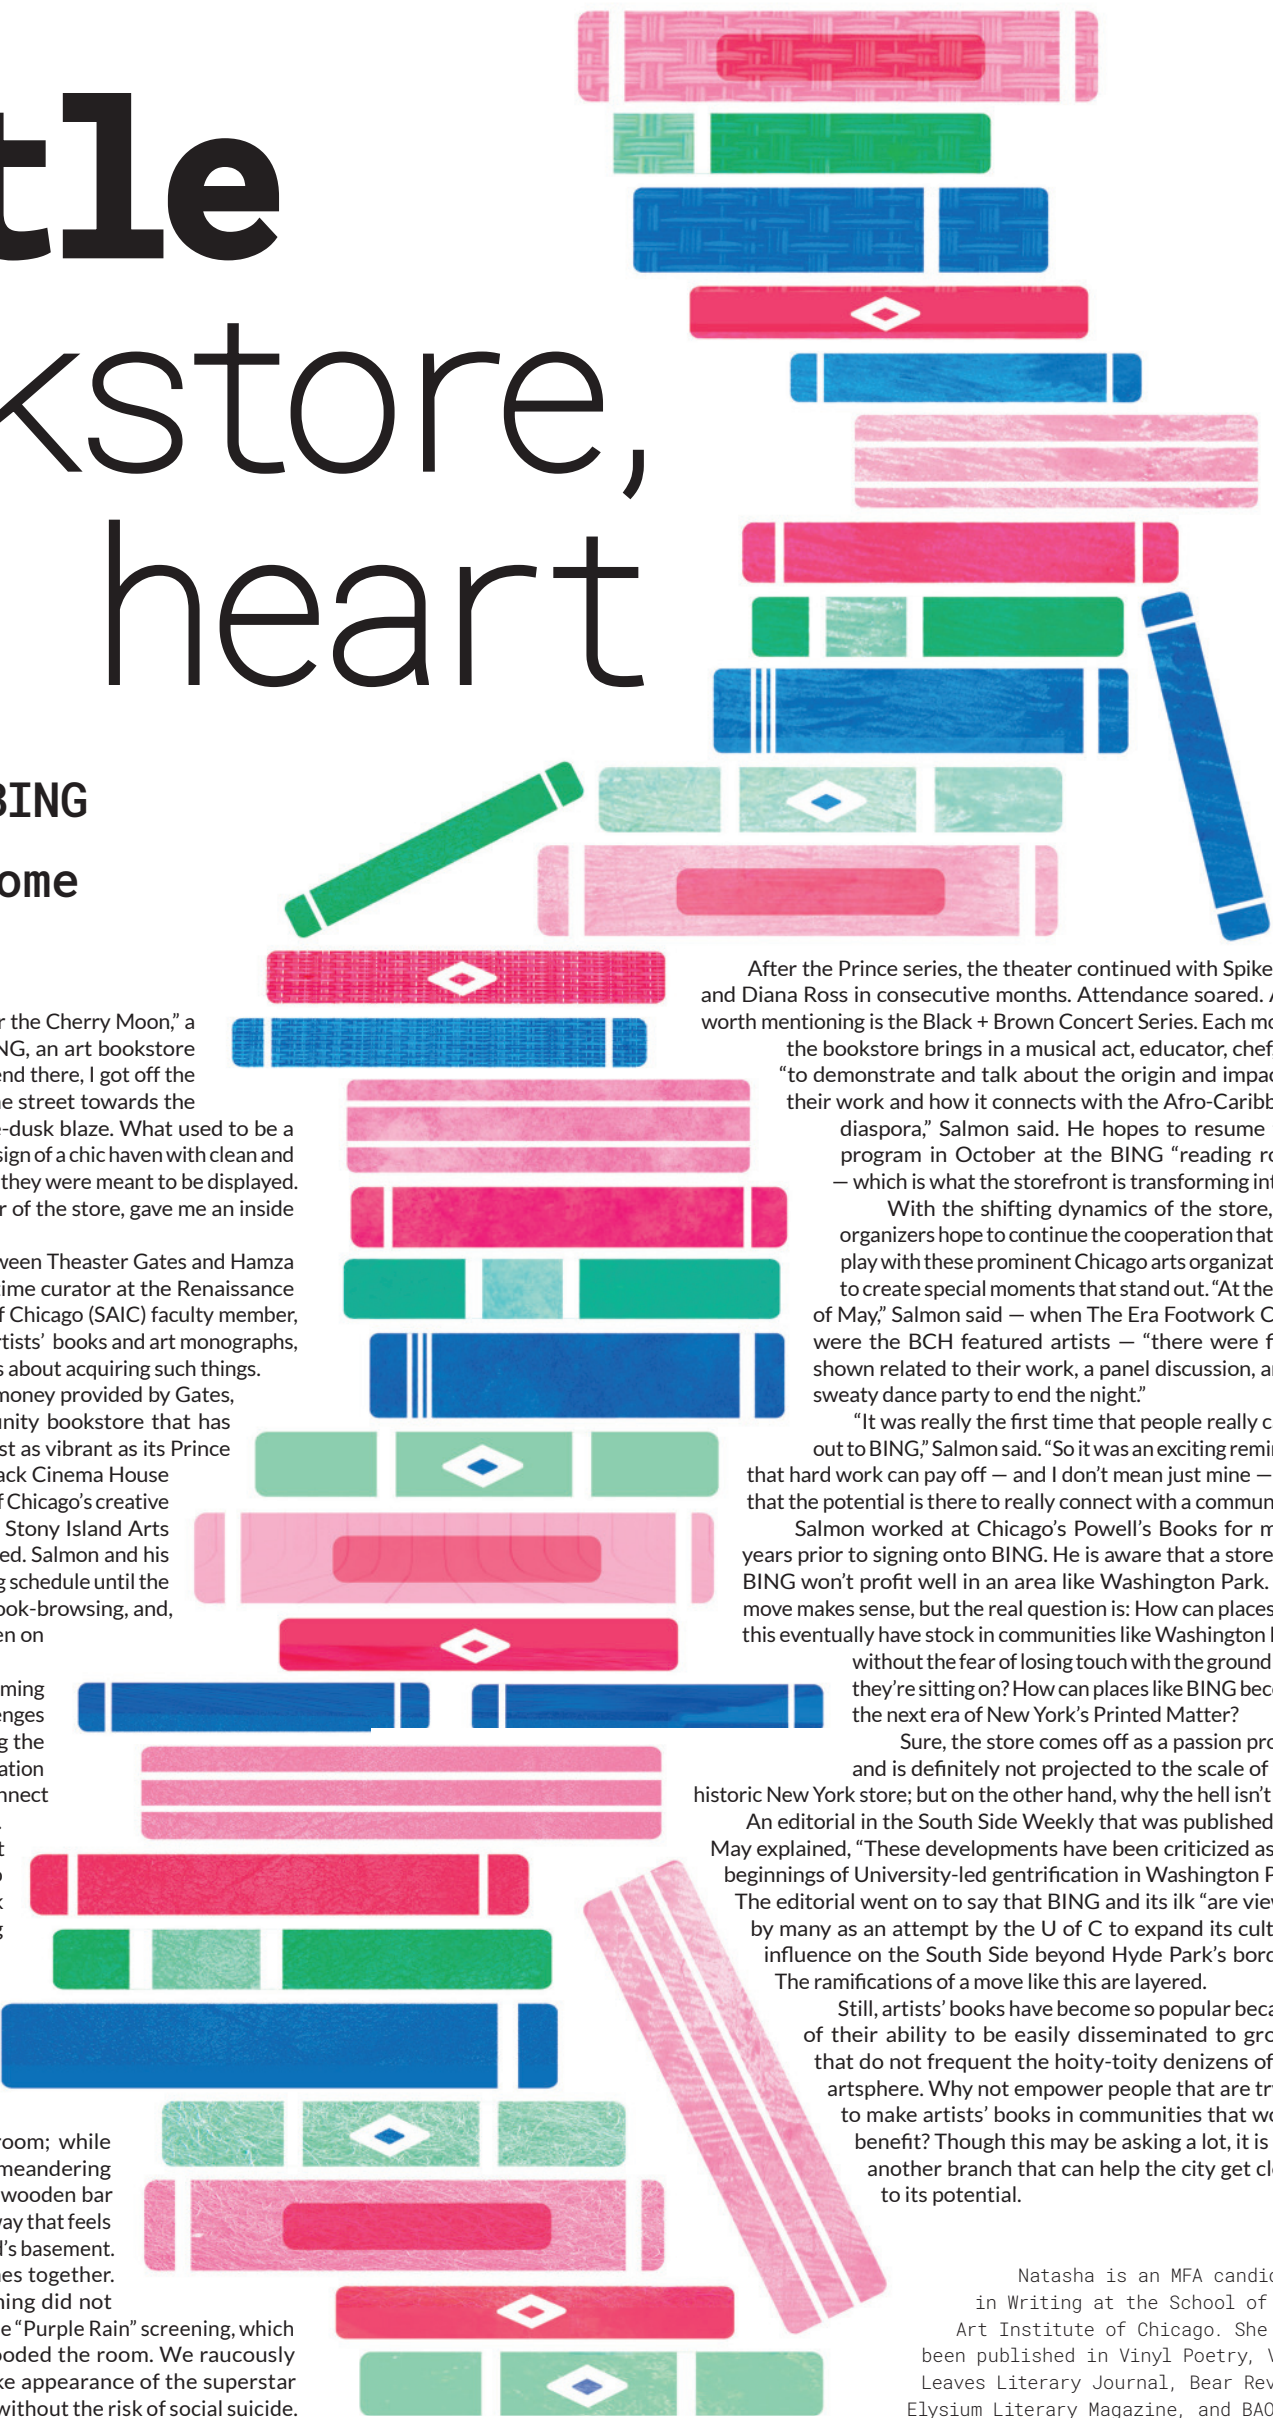 tle
kstore,
heart
BING
ome
r the Cherry Moon,” a
NG, an art bookstore
end there, I got off the
e street towards the
e-dusk blaze. What used to be a
sign of a chic haven with clean and
they were meant to be displayed.
r of the store, gave me an inside
ween Theaster Gates and Hamza
time curator at the Renaissance
f Chicago (SAIC) faculty member,
rtists’ books and art monographs,
s about acquiring such things.
money provided by Gates,
unity bookstore that has
st as vibrant as its Prince
ack Cinema House
f Chicago’s creative
Stony Island Arts
ed. Salmon and his
g schedule until the
ook-browsing, and,
en on
ming
enges
g the
ation
nnect
.
t
o
k
g
room; while
meandering
wooden bar
way that feels
d’s basement.
es together.
ning did not
e “Purple Rain” screening, which
ooded the room. We raucously
ke appearance of the superstar
without the risk of social suicide.
After the Prince series, the theater continued with Spike
and Diana Ross in consecutive months. Attendance soared. A
worth mentioning is the Black + Brown Concert Series. Each mo
the bookstore brings in a musical act, educator, chef,
“to demonstrate and talk about the origin and impac
their work and how it connects with the Afro-Caribb
diaspora,” Salmon said. He hopes to resume
program in October at the BING “reading ro
— which is what the storefront is transforming int
With the shifting dynamics of the store,
organizers hope to continue the cooperation that
play with these prominent Chicago arts organizat
to create special moments that stand out. “At the
of May,” Salmon said — when The Era Footwork C
were the BCH featured artists — “there were f
shown related to their work, a panel discussion, a
sweaty dance party to end the night.”
“It was really the first time that people really c
out to BING,” Salmon said. “So it was an exciting remin
that hard work can pay off — and I don’t mean just mine —
that the potential is there to really connect with a commun
Salmon worked at Chicago’s Powell’s Books for m
years prior to signing onto BING. He is aware that a store
BING won’t profit well in an area like Washington Park.
move makes sense, but the real question is: How can places
this eventually have stock in communities like Washington P
without the fear of losing touch with the ground
they’re sitting on? How can places like BING beco
the next era of New York’s Printed Matter?
Sure, the store comes off as a passion pro
and is definitely not projected to the scale of
historic New York store; but on the other hand, why the hell isn’t
An editorial in the South Side Weekly that was published
May explained, “These developments have been criticized as
beginnings of University-led gentrification in Washington P
The editorial went on to say that BING and its ilk “are view
by many as an attempt by the U of C to expand its cult
influence on the South Side beyond Hyde Park’s bord
The ramifications of a move like this are layered.
Still, artists’ books have become so popular beca
of their ability to be easily disseminated to gro
that do not frequent the hoity-toity denizens of
artsphere. Why not empower people that are try
to make artists’ books in communities that wo
benefit? Though this may be asking a lot, it is
another branch that can help the city get clo
to its potential.
Natasha is an MFA candid
in Writing at the School of
Art Institute of Chicago. She
been published in Vinyl Poetry, V
Leaves Literary Journal, Bear Rev
Elysium Literary Magazine, and BAO